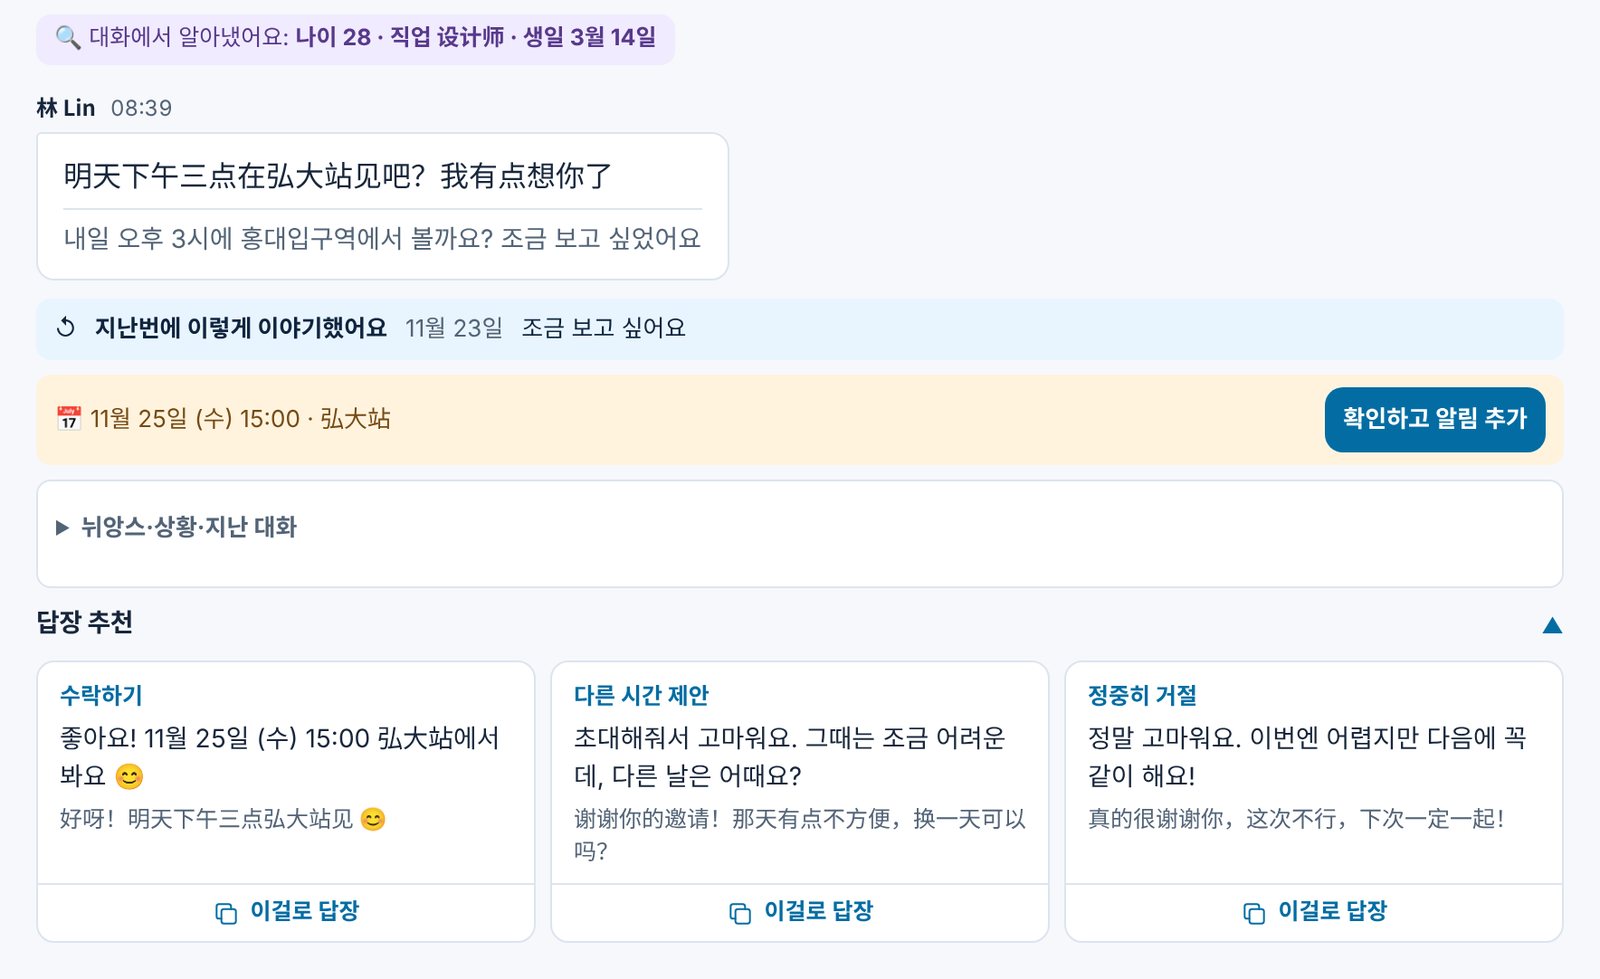 🔍 대화에서 알아냈어요: 나이 28 · 직업 设计师 · 생일 3월 14일
林 Lin 08:39
明天下午三点在弘大站见吧？我有点想你了
내일 오후 3시에 홍대입구역에서 볼까요? 조금 보고 싶었어요
지난번에 이렇게 이야기했어요 11월 23일 조금 보고 싶어요
📅 11월 25일 (수) 15:00 · 弘大站
확인하고 알림 추가
▶ 뉘앙스·상황·지난 대화
답장 추천 ▲
수락하기
좋아요! 11월 25일 (수) 15:00 弘大站에서
봐요 😊
好呀！明天下午三点弘大站见 😊
이걸로 답장
다른 시간 제안
초대해줘서 고마워요. 그때는 조금 어려운
데, 다른 날은 어때요?
谢谢你的邀请！那天有点不方便，换一天可以
吗？
이걸로 답장
정중히 거절
정말 고마워요. 이번엔 어렵지만 다음에 꼭
같이 해요!
真的很谢谢你，这次不行，下次一定一起！
이걸로 답장